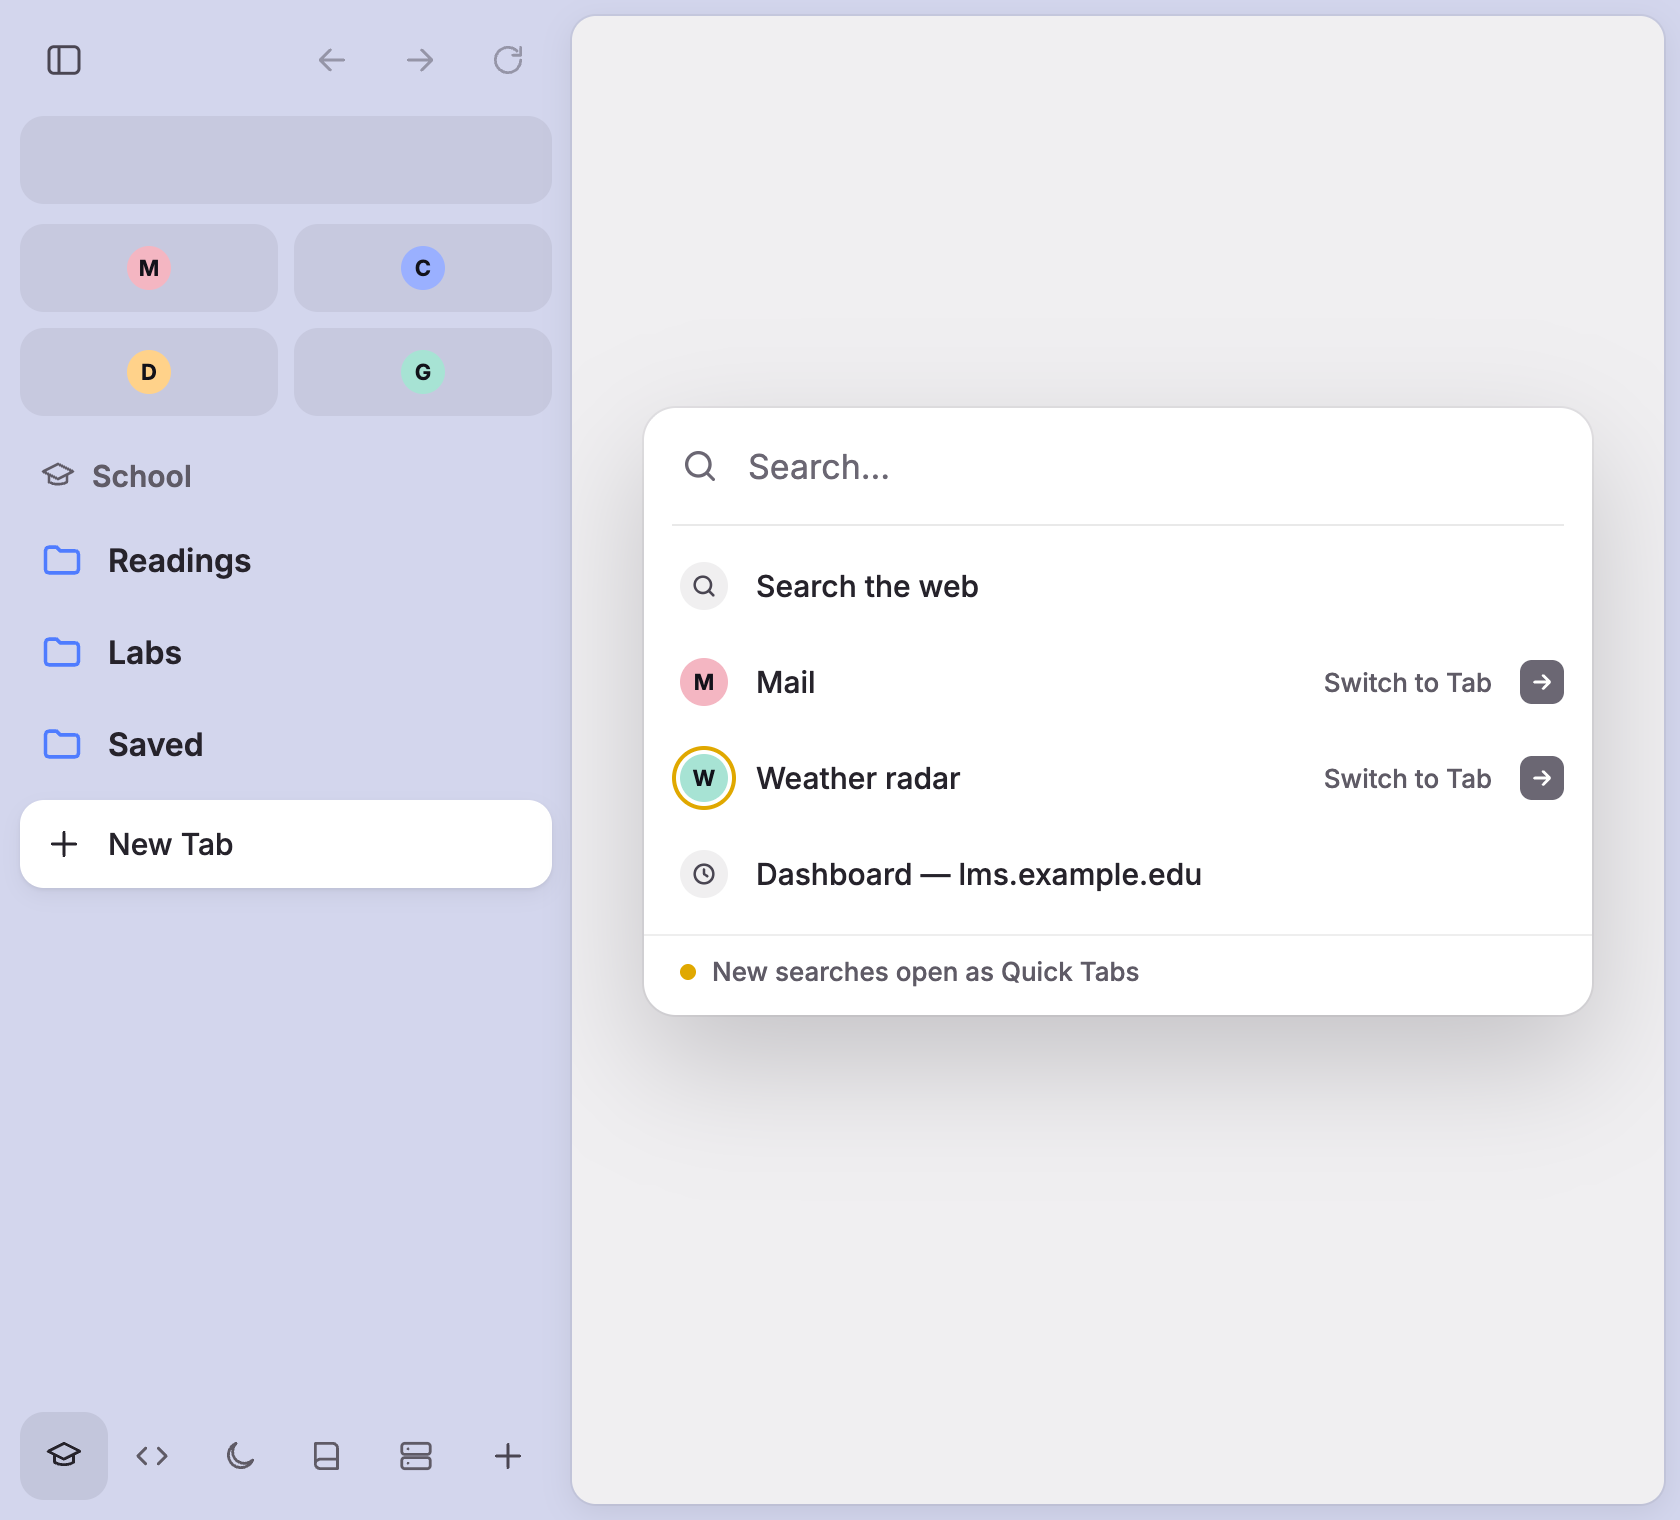 M
C
D
G
School
Readings
Labs
Saved
New Tab
Search...
Search the web
M Mail Switch to Tab
W Weather radar Switch to Tab
Dashboard — lms.example.edu
New searches open as Quick Tabs